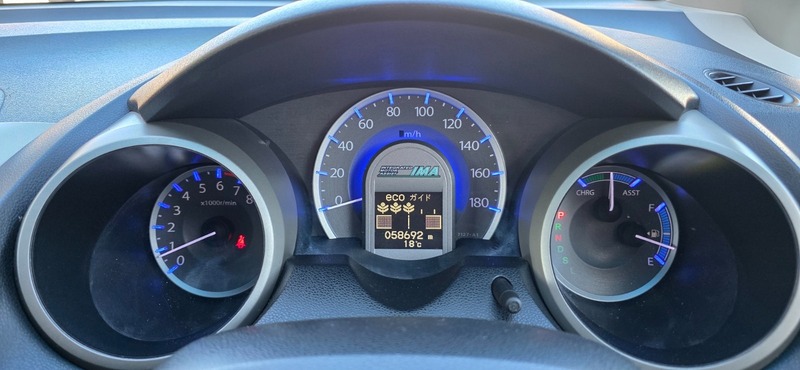 8
7
6
5
4
3
2
1
0
x1000r/min
0
20
40
60
80
100
120
140
160
180
km/h
INTEGRATED
MOTOR
ASSIST
IMA
eco ガイド
058692
18℃
CHRG
ASST
P
R
N
D
S
L
F
E